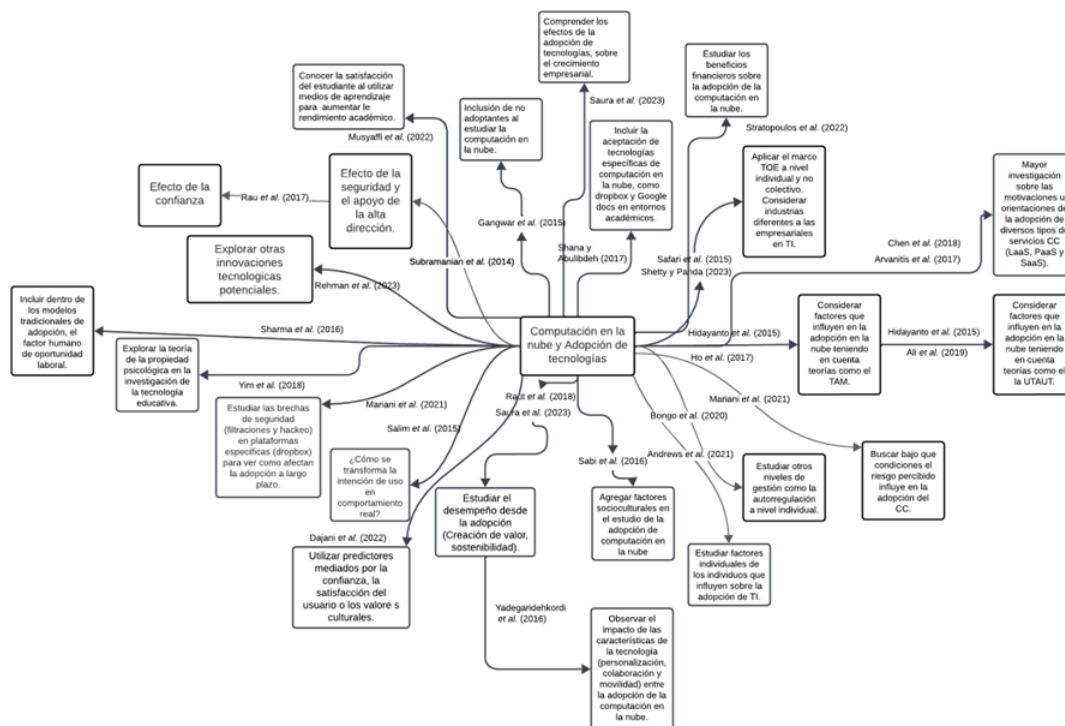 Comprender los
efectos de la
adopción de
tecnologías, sobre
el crecimiento
empresarial.
Saura et al. (2023)
Estudiar los
beneficios
financieros sobre
la adopción de la
computación en
la nube.
Stratopoulos et al. (2022)
Conocer la satisfacción
del estudiante al utilizar
medios de aprendizaje
para aumentar le
rendimiento académico.
Musyaffi et al. (2022)
Inclusión de no
adoptantes al
estudiar la
computación en
la nube.
Gangwar et al. (2015)
Incluir la
aceptación de
tecnologías
específicas de
computación en
la nube, como
dropbox y Google
docs en entornos
académicos.
Shana y
Abulibdeh (2017)
Aplicar el marco
TOE a nivel
individual y no
colectivo.
Considerar
industrias
diferentes a las
empresariales en
TI.
Safari et al. (2015)
Shetty y Panda (2023)
Mayor
investigación
sobre las
motivaciones u
orientaciones de
la adopción de
diversos tipos de
servicios CC
(LaaS, PaaS y
SaaS).
Chen et al. (2018)
Arvanitis et al. (2017)
Efecto de la
confianza
Rau et al. (2017)
Efecto de la
seguridad y
el apoyo de la
alta
dirección.
Subramanian et al. (2014)
Explorar otras
innovaciones
tecnologicas
potenciales.
Rehman et al. (2023)
Incluir dentro de
los modelos
tradicionales de
adopción, el
factor humano de
oportunidad
laboral.
Sharma et al. (2016)
Computación en la
nube y Adopción de
tecnologías
Hidayanto et al. (2015)
Ho et al. (2017)
Considerar
factores que
influyen en la
adopción en la
nube teniendo en
cuenta teorías
como el TAM.
Hidayanto et al. (2015)
Ali et al. (2019)
Considerar
factores que
influyen en la
adopción en la
nube teniendo
en cuenta
teorías como el
la UTAUT.
Explorar la teoría
de la propiedad
psicológica en la
investigación de
la tecnología
educativa.
Yim et al. (2018)
Estudiar las brechas
de seguridad
(filtraciones y hackeo)
en plataformas
especificas (dropbox)
para ver como afectan
la adopción a largo
plazo.
Mariani et al. (2021)
¿Cómo se
transforma la
intención de uso
en
comportamiento
real?
Salim et al. (2015)
Raut et al. (2018)
Saura et al. (2023)
Estudiar el
desempeño desde
la adopción
(Creación de valor,
sostenibilidad).
Sabi et al. (2016)
Agregar factores
socioculturales en
el estudio de la
adopción de
computación en
la nube
Bongo et al. (2020)
Andrews et al. (2021)
Estudiar otros
niveles de
gestión como la
autorregulación
a nivel individual.
Mariani et al. (2021)
Buscar bajo que
condiciones el
riesgo percibido
influye en la
adopción del
CC.
Dajani et al. (2022)
Utilizar predictores
mediados por la
confianza, la
satisfacción del
usuario o los valore s
culturales.
Estudiar factores
individuales de
los individuos que
influyen sobre la
adopción de TI.
Yadegaridehkordi
et al. (2016)
Observar el
impacto de las
características de
la tecnología
(personalización,
colaboración y
movilidad) entre
la adopción de la
computación en
la nube.